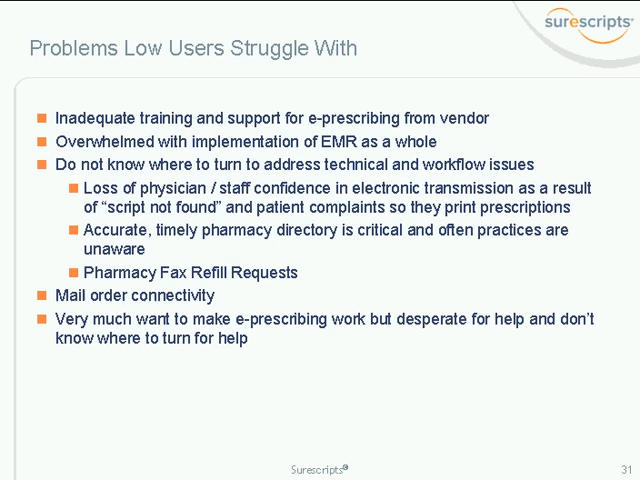 surescripts
Problems Low Users Struggle With
Inadequate training and support for e-prescribing from vendor
Overwhelmed with implementation of EMR as a whole
Do not know where to turn to address technical and workflow issues
Loss of physician / staff confidence in electronic transmission as a result
of “script not found” and patient complaints so they print prescriptions
Accurate, timely pharmacy directory is critical and often practices are
unaware
Pharmacy Fax Refill Requests
Mail order connectivity
Very much want to make e-prescribing work but desperate for help and don’t
know where to turn for help
Surescripts®
31